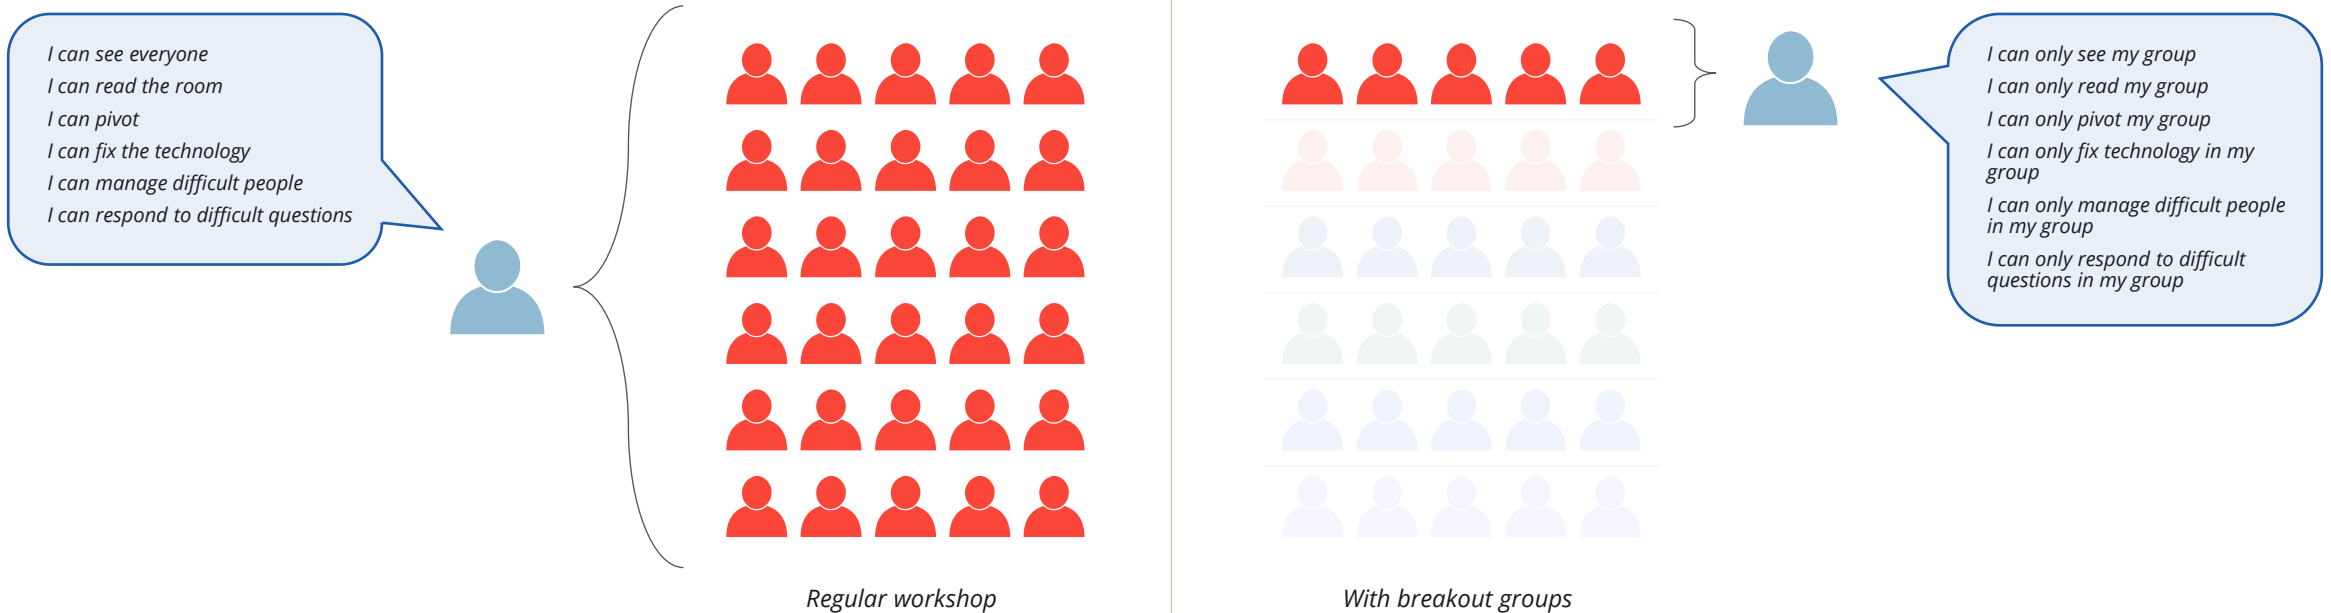 I can see everyone
I can read the room
I can pivot
I can fix the technology
I can manage difficult people
I can respond to difficult questions
Regular workshop
I can only see my group
I can only read my group
I can only pivot my group
I can only fix technology in my
group
I can only manage difficult people
in my group
I can only respond to difficult
questions in my group
With breakout groups